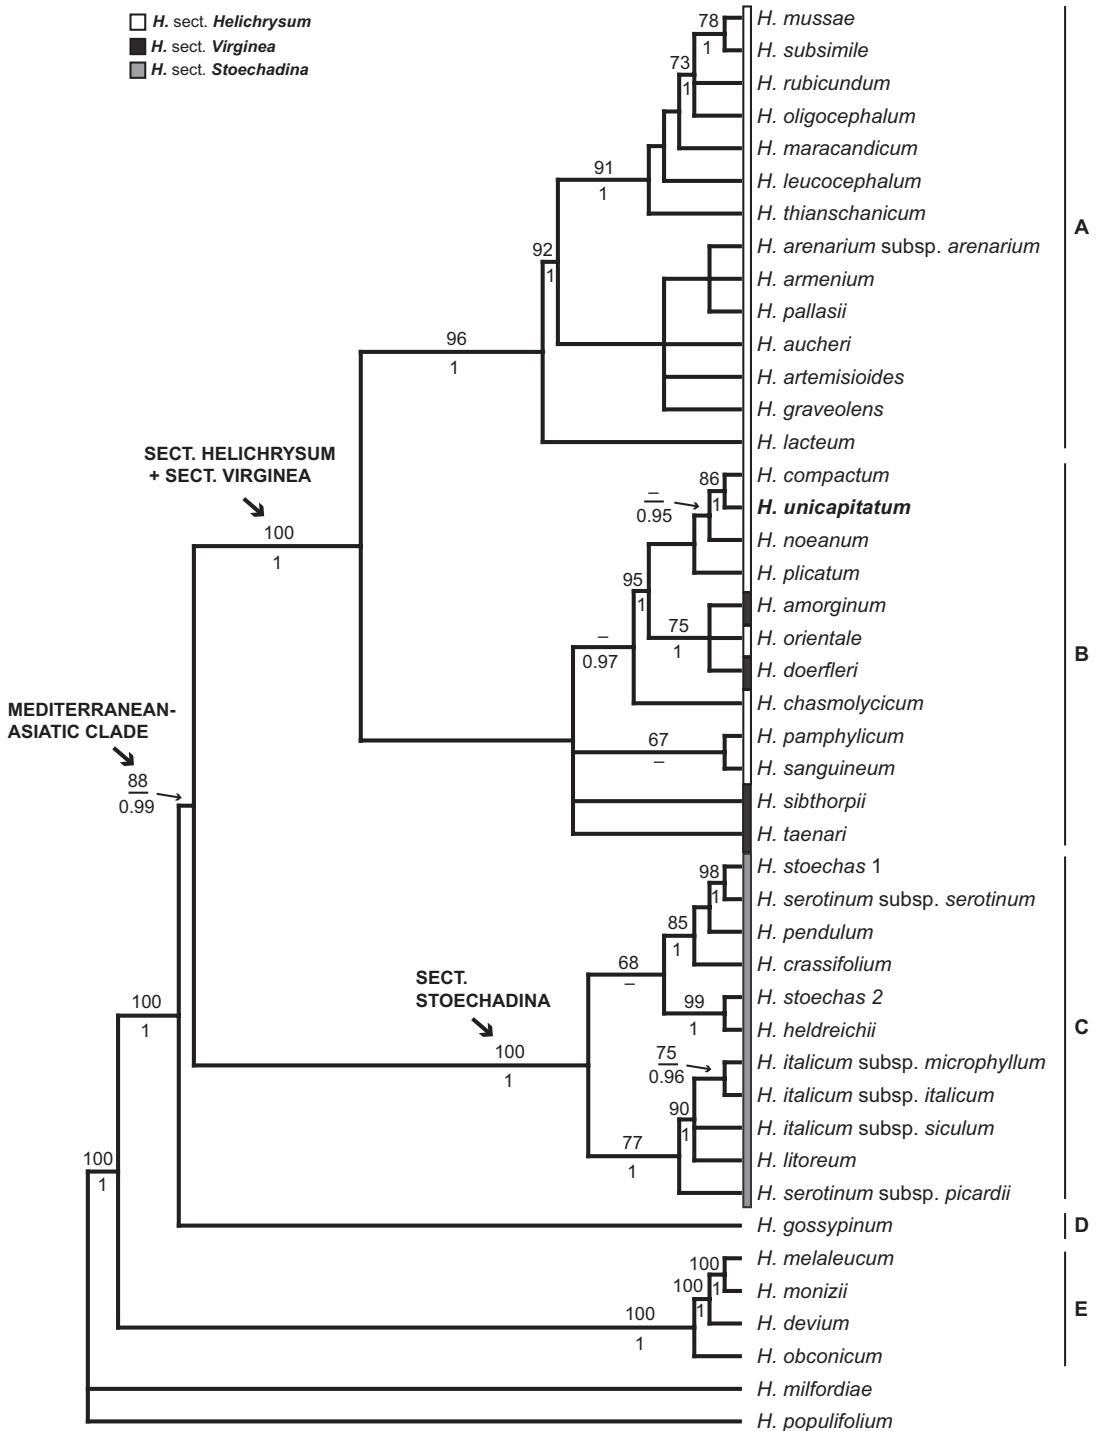 H. sect. Helichrysum
H. sect. Virginea
H. sect. Stoechadina
H. mussae
H. subsimile
H. rubicundum
H. oligocephalum
H. maracandicum
H. leucocephalum
H. thianschanicum
H. arenarium subsp. arenarium
H. armenium
H. pallasii
H. aucheri
H. artemisioides
H. graveolens
H. lacteum
H. compactum
H. unicapitatum
H. noeanum
H. plicatum
H. amorginum
H. orientale
H. doerfleri
H. chasmolycicum
H. pamphylicum
H. sanguineum
H. sibthorpii
H. taenari
H. stoechas 1
H. serotinum subsp. serotinum
H. pendulum
H. crassifolium
H. stoechas 2
H. heldreichii
H. italicum subsp. microphyllum
H. italicum subsp. italicum
H. italicum subsp. siculum
H. litoreum
H. serotinum subsp. picardii
H. gossypinum
H. melaleucum
H. monizii
H. devium
H. obconicum
H. milfordiae
H. populifolium
A
B
C
D
E
78
1
73
1
91
1
92
1
96
1
SECT. HELICHRYSUM
+ SECT. VIRGINEA
100
1
86
1
–
0.95
95
1
75
1
–
0.97
67
–
MEDITERRANEAN-
ASIATIC CLADE
88
0.99
98
1
85
1
68
–
99
1
SECT.
STOECHADINA
100
1
75
0.96
90
1
77
1
100
1
100
1
100
1
100
1
100
1